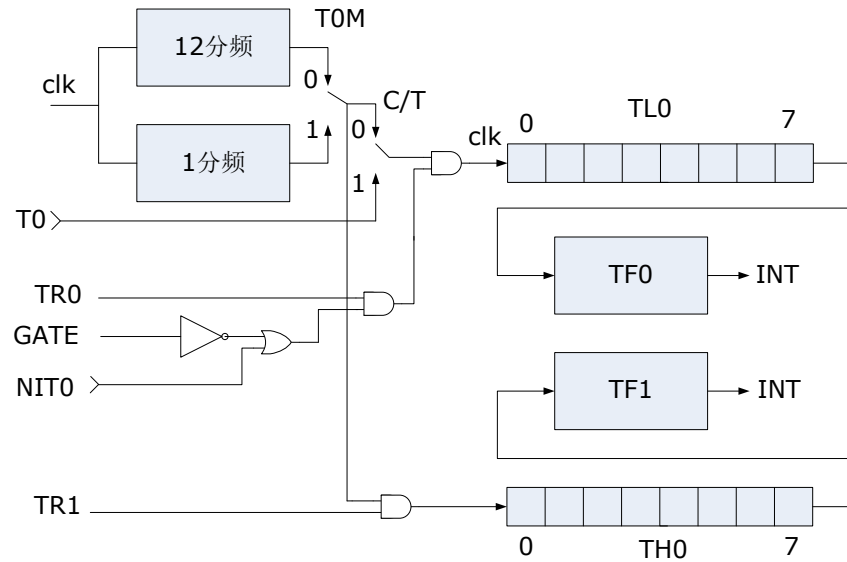 T0M
12分频
clk
0
C/T
TL0
0
7
1
0
clk
1分频
1
T0
TF0
INT
TR0
GATE
NIT0
TF1
INT
TR1
0
7
TH0